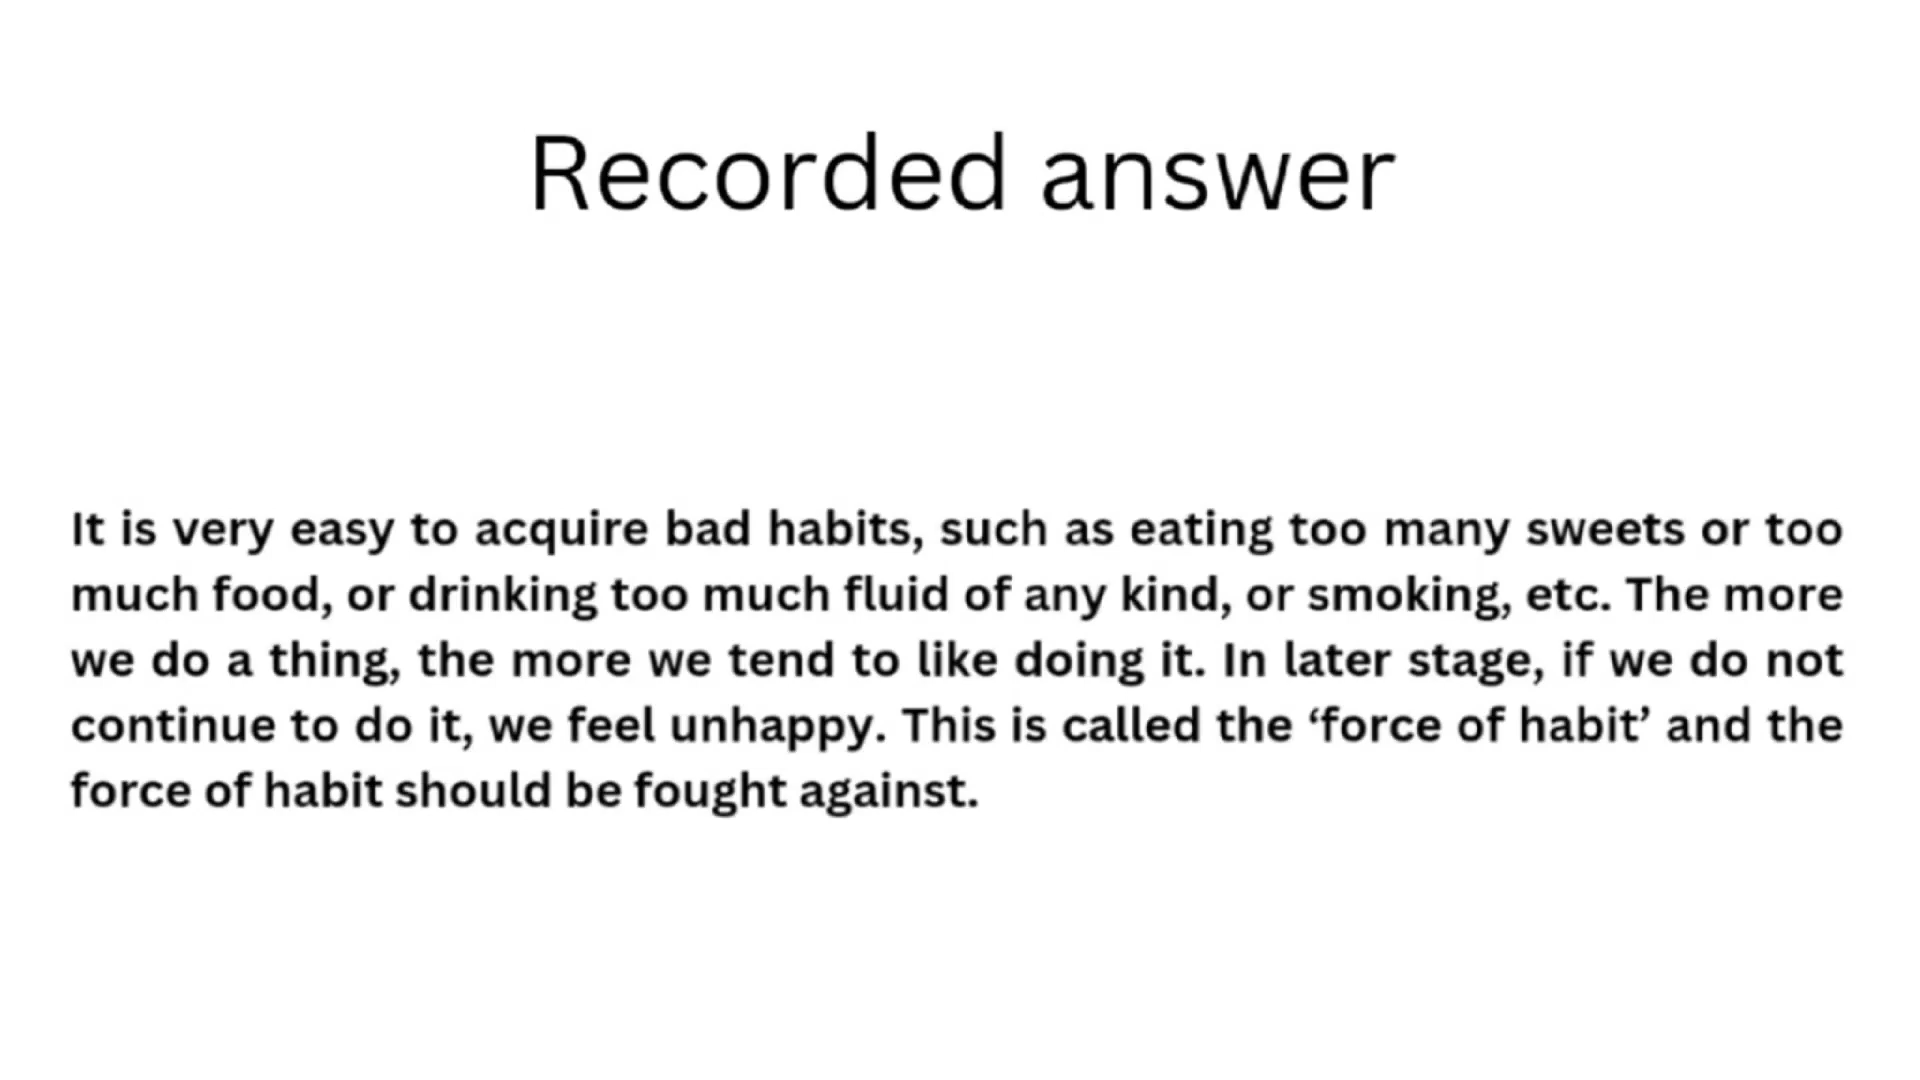 Recorded answer
It is very easy to acquire bad habits, such as eating too many sweets or too
much food, or drinking too much fluid of any kind, or smoking, etc. The more
we do a thing, the more we tend to like doing it. In later stage, if we do not
continue to do it, we feel unhappy. This is called the ‘force of habit’ and the
force of habit should be fought against.